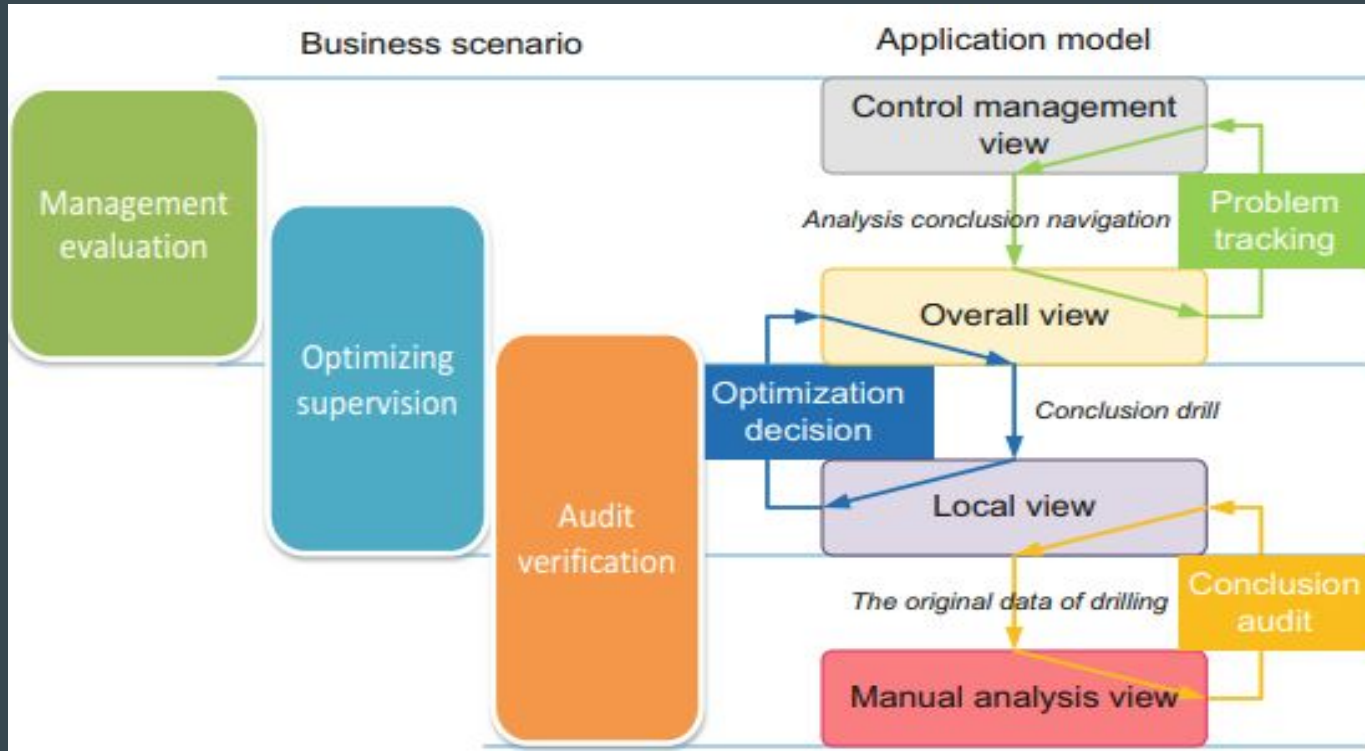 Business scenario
Application model
Control management
view
Management
evaluation
Analysis conclusion navigation
Problem
tracking
Overall view
Optimizing
supervision
Optimization
decision
Conclusion drill
Local view
Audit
verification
The original data of drilling
Conclusion
audit
Manual analysis view